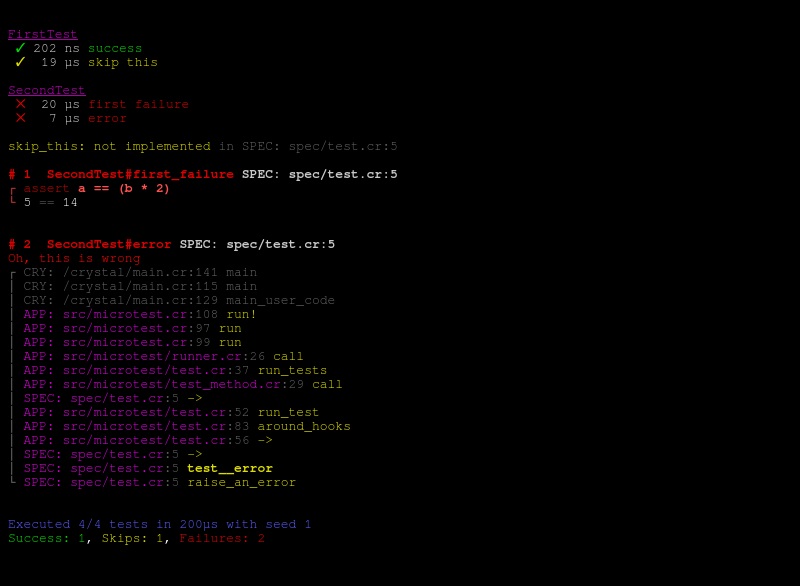 FirstTest
✓ 202 ns success
✓ 19 µs skip this
SecondTest
✕ 20 µs first failure
✕ 7 µs error
skip_this: not implemented in SPEC: spec/test.cr:5
# 1 SecondTest#first_failure SPEC: spec/test.cr:5
┌ assert a == (b * 2)
└ 5 == 14
# 2 SecondTest#error SPEC: spec/test.cr:5
Oh, this is wrong
┌ CRY: /crystal/main.cr:141 main
│ CRY: /crystal/main.cr:115 main
│ CRY: /crystal/main.cr:129 main_user_code
│ APP: src/microtest.cr:108 run!
│ APP: src/microtest.cr:97 run
│ APP: src/microtest.cr:99 run
│ APP: src/microtest/runner.cr:26 call
│ APP: src/microtest/test.cr:37 run_tests
│ APP: src/microtest/test_method.cr:29 call
│ SPEC: spec/test.cr:5 ->
│ APP: src/microtest/test.cr:52 run_test
│ APP: src/microtest/test.cr:83 around_hooks
│ APP: src/microtest/test.cr:56 ->
│ SPEC: spec/test.cr:5 ->
│ SPEC: spec/test.cr:5 test__error
└ SPEC: spec/test.cr:5 raise_an_error
Executed 4/4 tests in 200µs with seed 1
Success: 1, Skips: 1, Failures: 2